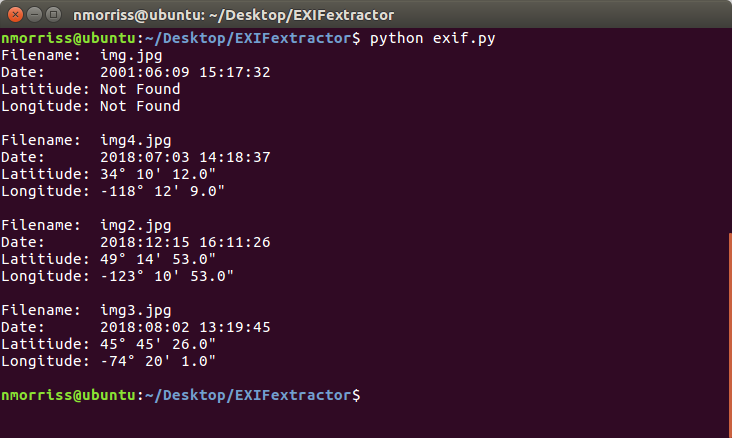 nmorriss@ubuntu: ~/Desktop/EXIFextractor
nmorriss@ubuntu:~/Desktop/EXIFextractor$ python exif.py
Filename:  img.jpg
Date:      2001:06:09 15:17:32
Latitiude: Not Found
Longitude: Not Found

Filename:  img4.jpg
Date:      2018:07:03 14:18:37
Latitiude: 34° 10' 12.0"
Longitude: -118° 12' 9.0"

Filename:  img2.jpg
Date:      2018:12:15 16:11:26
Latitiude: 49° 14' 53.0"
Longitude: -123° 10' 53.0"

Filename:  img3.jpg
Date:      2018:08:02 13:19:45
Latitiude: 45° 45' 26.0"
Longitude: -74° 20' 1.0"

nmorriss@ubuntu:~/Desktop/EXIFextractor$